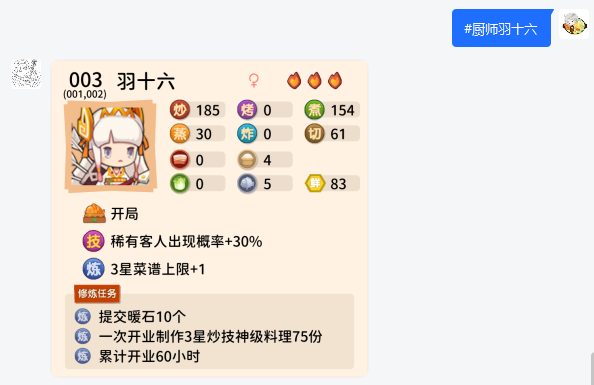 #厨师羽十六
003 羽十六 ♀
(001,002)
炒 185 烤 0 煮 154
蒸 30 炸 0 切 61
0 4
0 5 鲜 83
开局
技 稀有客人出现概率+30%
炼 3星菜谱上限+1
修炼任务
炼 提交暖石10个
炼 一次开业制作3星炒技神级料理75份
炼 累计开业60小时